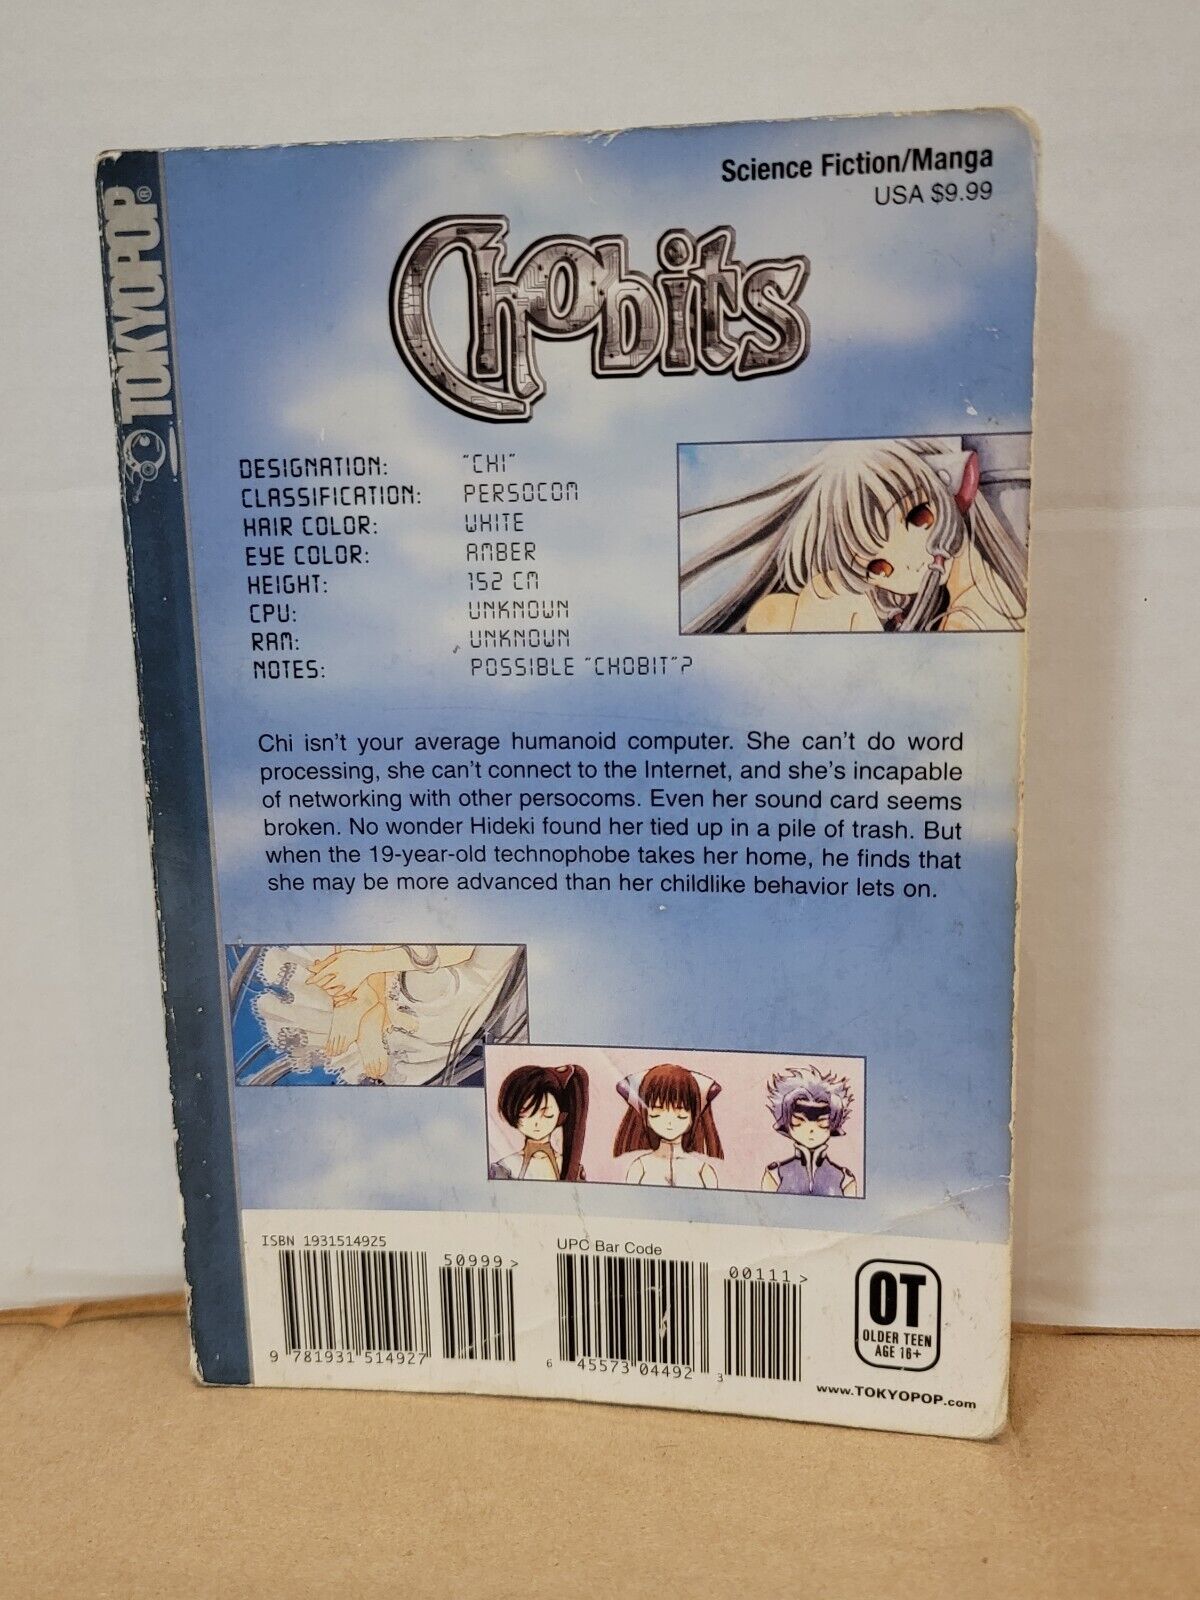 TOKYOPOP®
Science Fiction/Manga
USA $9.99
Chobits
DESIGNATION: "CHI"
CLASSIFICATION: PERSOCOM
HAIR COLOR: WHITE
EYE COLOR: AMBER
HEIGHT: 152 CM
CPU: UNKNOWN
RAM: UNKNOWN
NOTES: POSSIBLE "CHOBIT"?
Chi isn't your average humanoid computer. She can't do word
processing, she can't connect to the Internet, and she's incapable
of networking with other persocoms. Even her sound card seems
broken. No wonder Hideki found her tied up in a pile of trash. But
when the 19-year-old technophobe takes her home, he finds that
she may be more advanced than her childlike behavior lets on.
ISBN 1931514925
50999>
9 781931 514927
UPC Bar Code
00111>
6 45573 04492 3
OT
OLDER TEEN
AGE 16+
www.TOKYOPOP.com